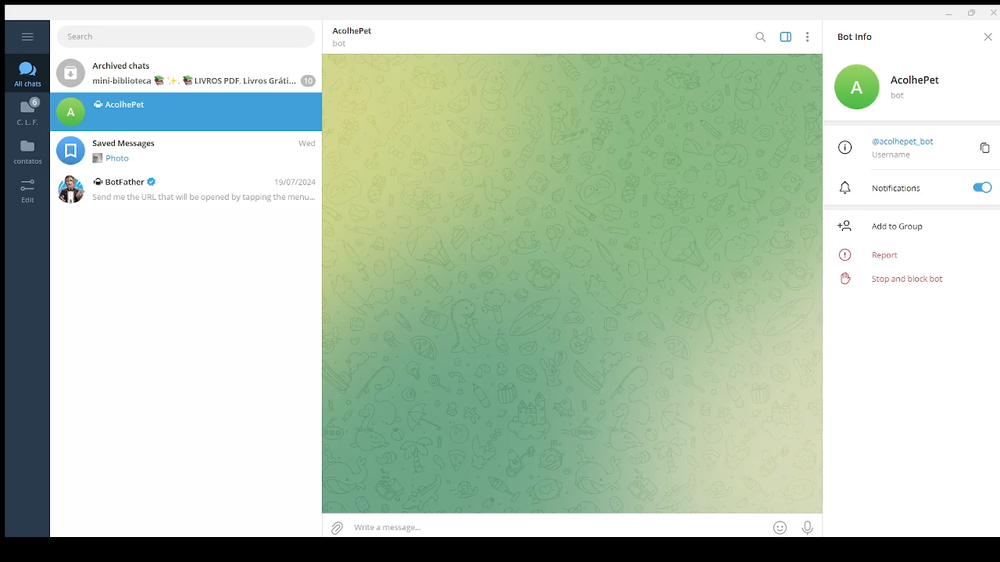 Search
Archived chats
mini-biblioteca 📚 ✨. 📚LIVROS PDF, Livros Gráti... 10
All chats
AcolhePet
6
C. L. F.
Saved Messages Wed
Photo
contatos
BotFather 19/07/2024
Send me the URL that will be opened by tapping the menu...
Edit
A
AcolhePet
bot
Write a message...
Bot Info
A
AcolhePet
bot
@acolhepet_bot
Username
Notifications
Add to Group
Report
Stop and block bot